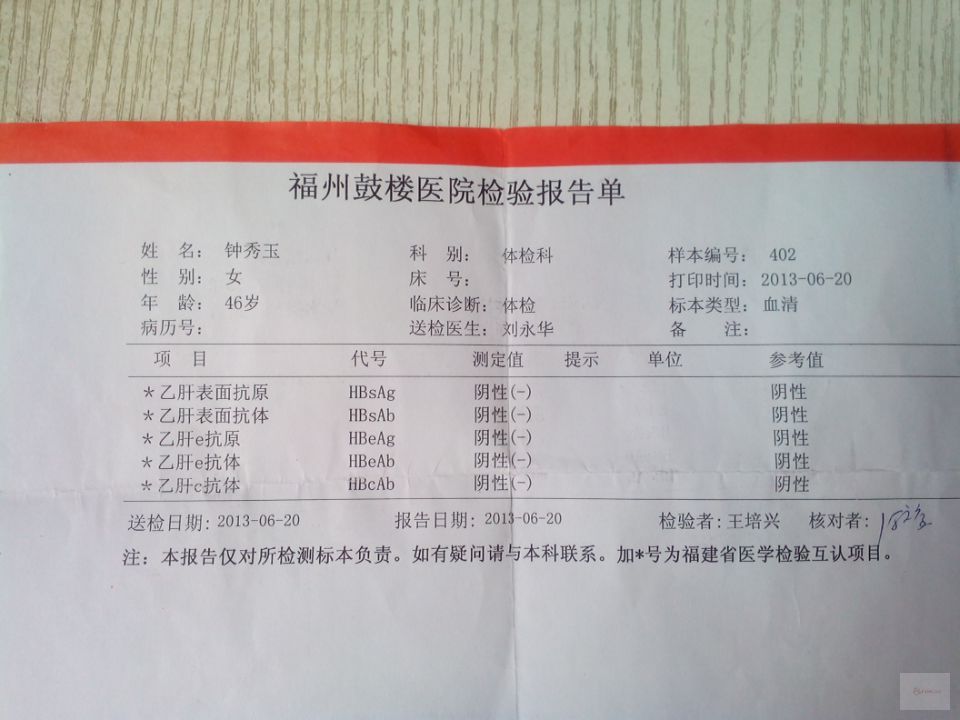 福州鼓楼医院检验报告单
姓 名: 钟秀玉 科 别: 体检科 样本编号: 402
性 别: 女 床 号: 打印时间: 2013-06-20
年 龄: 46岁 临床诊断: 体检 标本类型: 血清
病历号: 送检医生: 刘永华 备 注:
项 目 代号 测定值 提示 单位 参考值
*乙肝表面抗原 HBsAg 阴性(-) 阴性
*乙肝表面抗体 HBsAb 阴性(-) 阴性
*乙肝e抗原 HBeAg 阴性(-) 阴性
*乙肝e抗体 HBeAb 阴性(-) 阴性
*乙肝c抗体 HBcAb 阴性(-) 阴性
送检日期: 2013-06-20 报告日期: 2013-06-20 检验者: 王培兴 核对者:
注: 本报告仅对所检测标本负责。如有疑问请与本科联系。加*号为福建省医学检验互认项目。